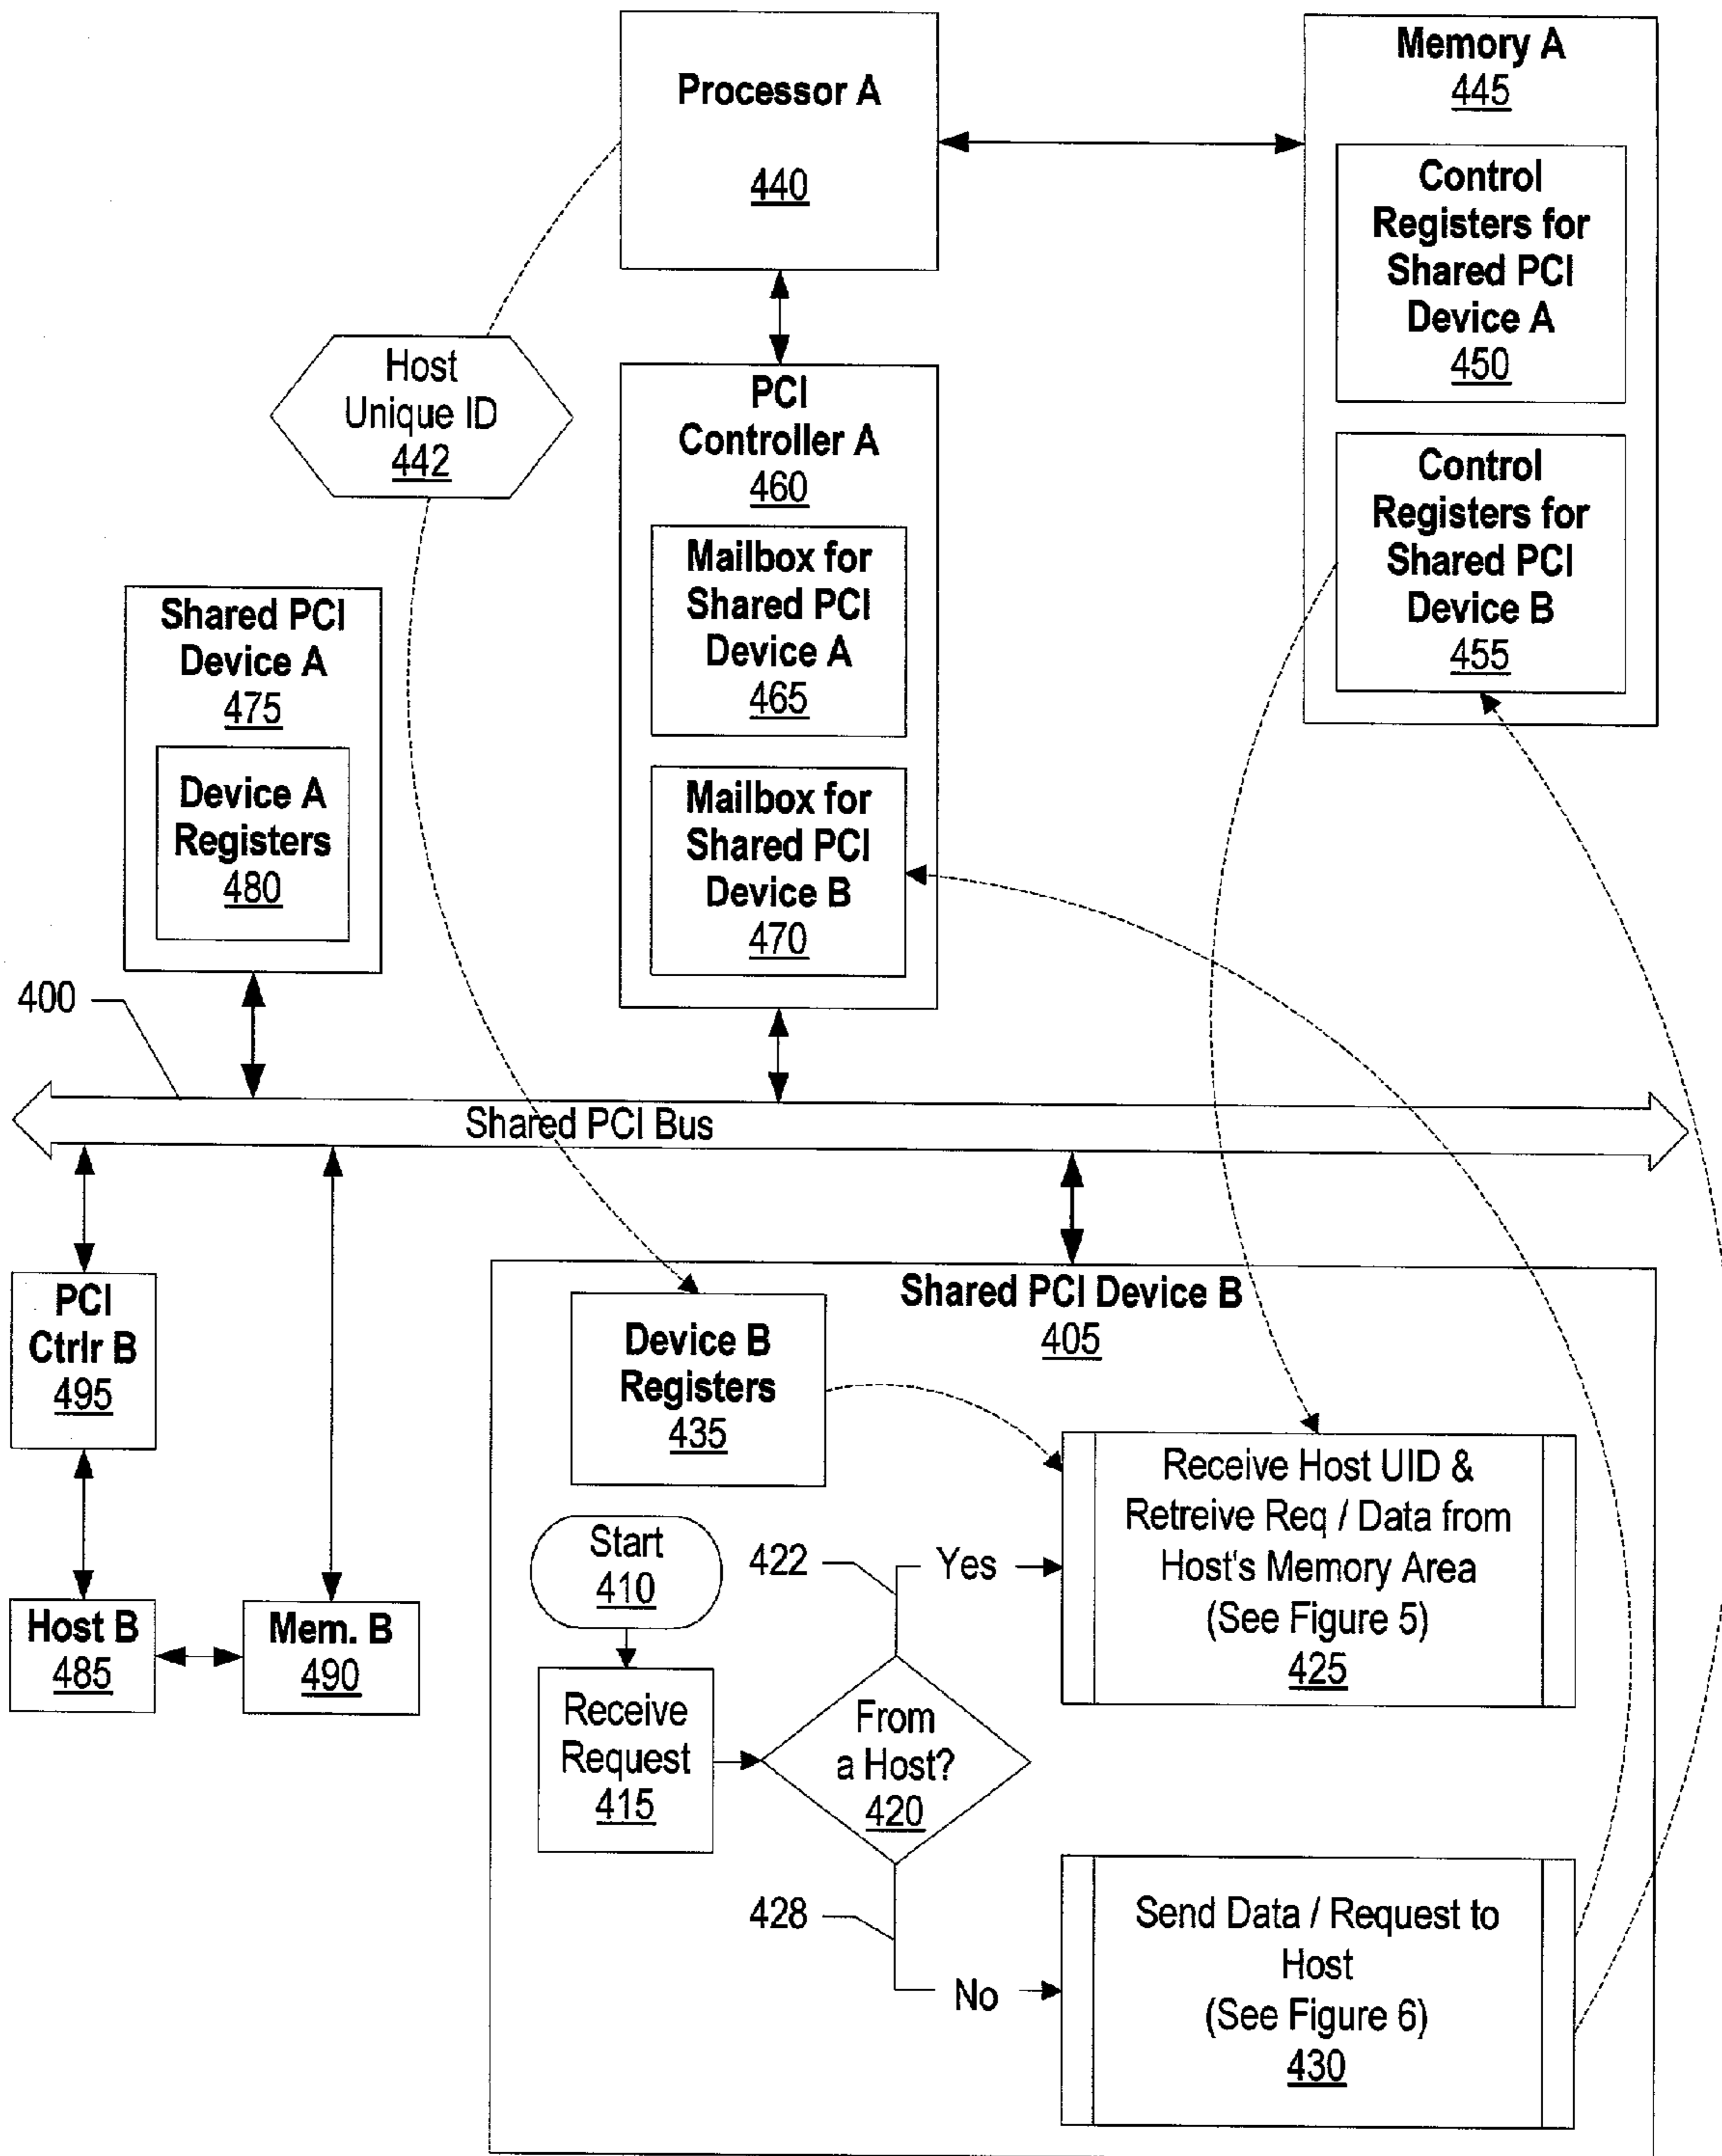 Processor A
440
Memory A
445
Control
Registers for
Shared PCI
Device A
450
Control
Registers for
Shared PCI
Device B
455
Host
Unique ID
442
PCI
Controller A
460
Mailbox for
Shared PCI
Device A
465
Mailbox for
Shared PCI
Device B
470
Shared PCI
Device A
475
Device A
Registers
480
400
Shared PCI Bus
PCI
Ctrlr B
495
Host B
485
Mem. B
490
Shared PCI Device B
405
Device B
Registers
435
Start
410
Receive
Request
415
From
a Host?
420
422
Yes
Receive Host UID &
Retreive Req / Data from
Host's Memory Area
(See Figure 5)
425
428
No
Send Data / Request to
Host
(See Figure 6)
430